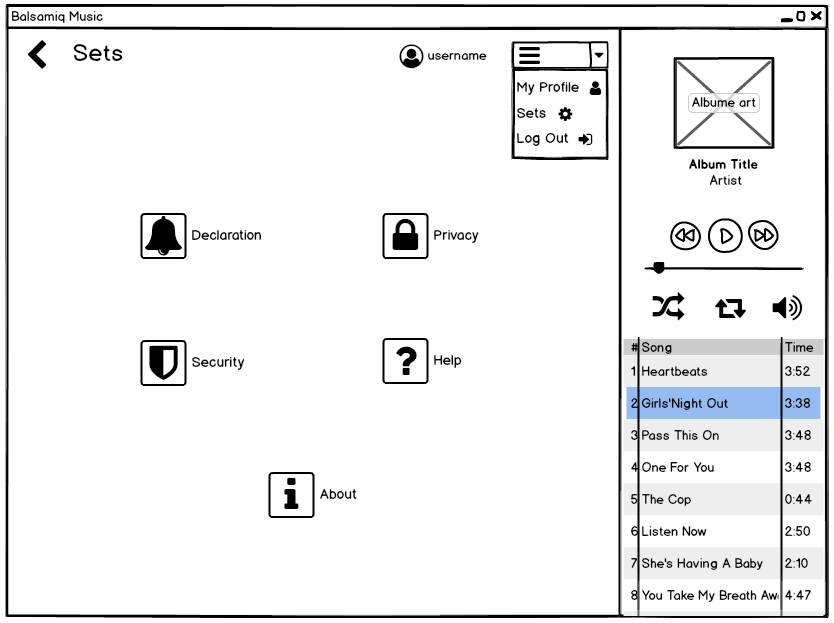 Balsamiq Music
Sets
username
My Profile
Sets
Log Out
Declaration
Privacy
Security
Help
About
Albume art
Album Title
Artist
# Song Time
1 Heartbeats 3:52
2 Girls'Night Out 3:38
3 Pass This On 3:48
4 One For You 3:48
5 The Cop 0:44
6 Listen Now 2:50
7 She's Having A Baby 2:10
8 You Take My Breath Aw 4:47